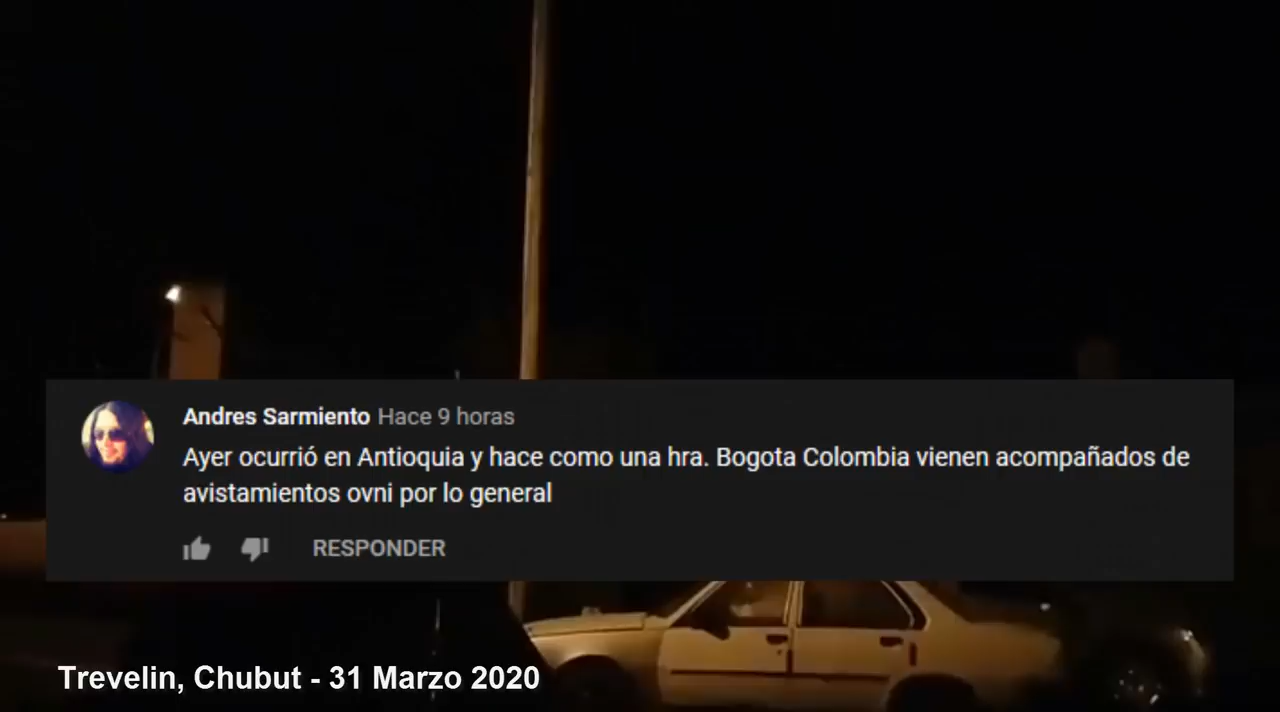 Andres Sarmiento Hace 9 horas
Ayer ocurrió en Antioquia y hace como una hra. Bogota Colombia vienen acompañados de
avistamientos ovni por lo general
RESPONDER
Trevelin, Chubut - 31 Marzo 2020